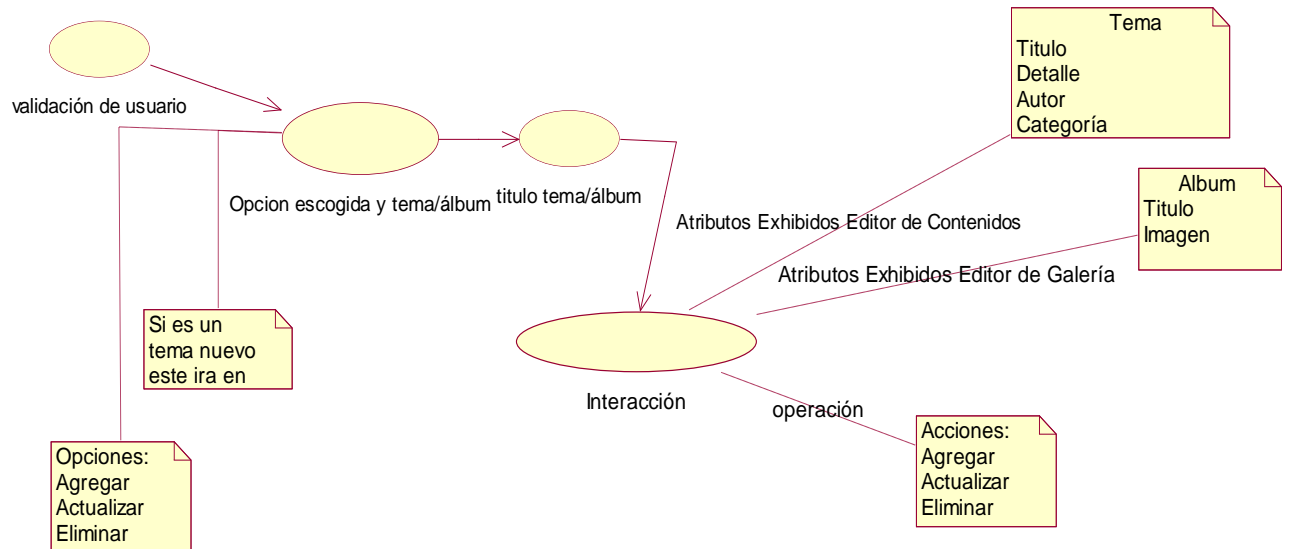 Tema
Titulo
Detalle
Autor
Categoría
validación de usuario
Opcion escogida y tema/álbum
titulo tema/álbum
Album
Titulo
Imagen
Atributos Exhibidos Editor de Contenidos
Atributos Exhibidos Editor de Galería
Si es un
tema nuevo
este ira en
Interacción
operación
Acciones:
Agregar
Actualizar
Eliminar
Opciones:
Agregar
Actualizar
Eliminar